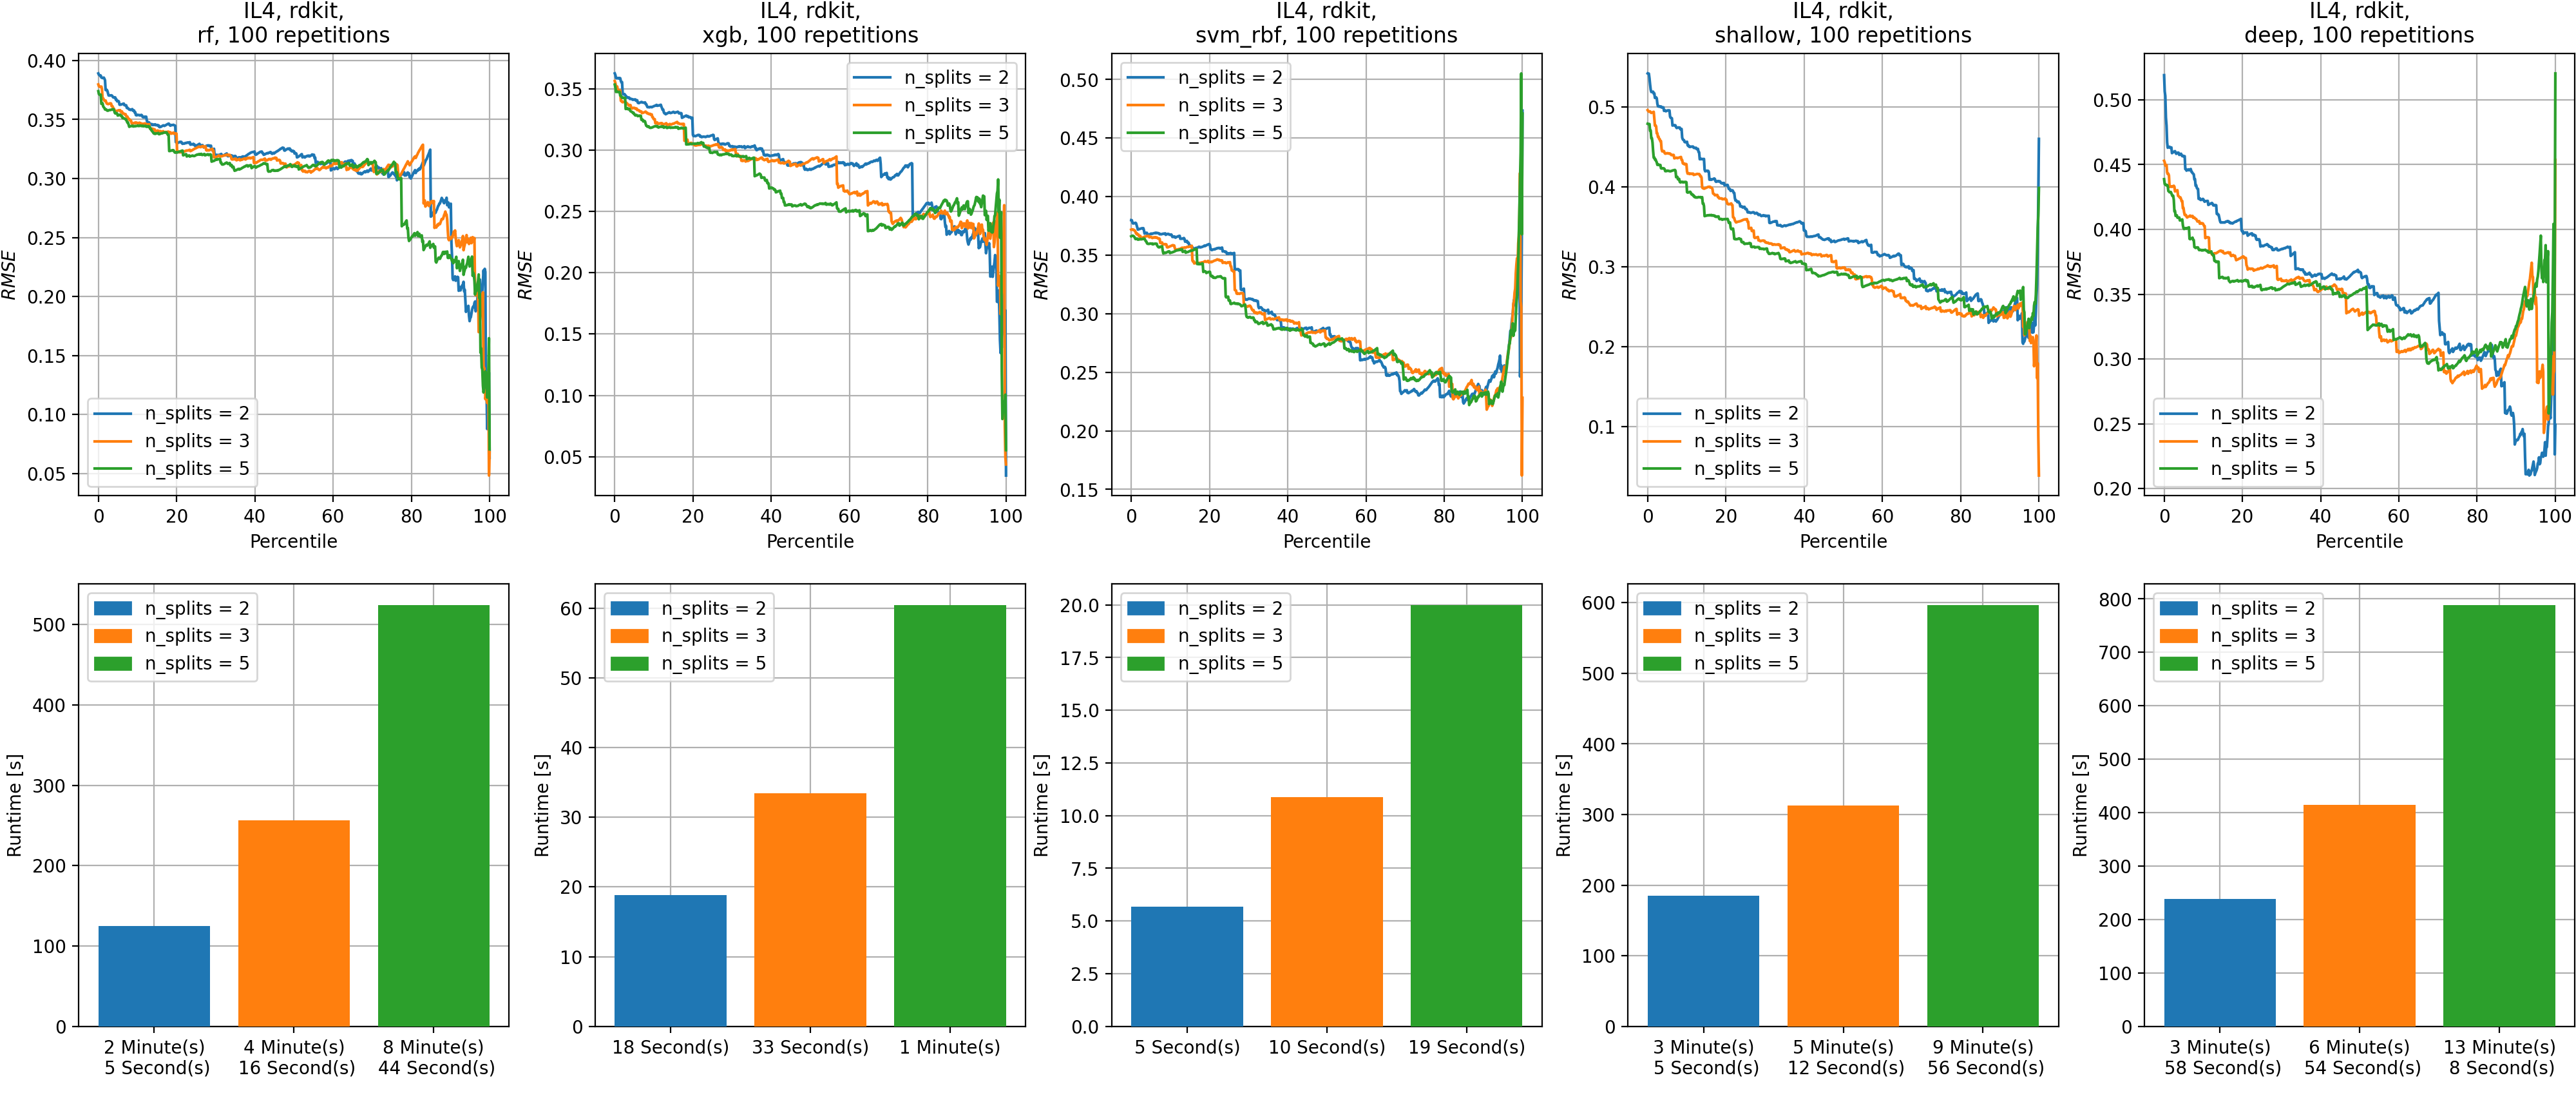 IL4, rdkit,
rf, 100 repetitions
0.40
0.35
0.30
0.25
0.20
0.15
0.10
0.05
RMSE
n_splits = 2
n_splits = 3
n_splits = 5
0 20 40 60 80 100
Percentile
IL4, rdkit,
xgb, 100 repetitions
0.35
0.30
0.25
0.20
0.15
0.10
0.05
RMSE
n_splits = 2
n_splits = 3
n_splits = 5
0 20 40 60 80 100
Percentile
IL4, rdkit,
svm_rbf, 100 repetitions
0.50
0.45
0.40
0.35
0.30
0.25
0.20
0.15
RMSE
n_splits = 2
n_splits = 3
n_splits = 5
0 20 40 60 80 100
Percentile
IL4, rdkit,
shallow, 100 repetitions
0.5
0.4
0.3
0.2
0.1
RMSE
n_splits = 2
n_splits = 3
n_splits = 5
0 20 40 60 80 100
Percentile
IL4, rdkit,
deep, 100 repetitions
0.50
0.45
0.40
0.35
0.30
0.25
0.20
RMSE
n_splits = 2
n_splits = 3
n_splits = 5
0 20 40 60 80 100
Percentile
500
400
300
200
100
0
Runtime [s]
n_splits = 2
n_splits = 3
n_splits = 5
2 Minute(s) 4 Minute(s) 8 Minute(s)
5 Second(s) 16 Second(s) 44 Second(s)
60
50
40
30
20
10
0
Runtime [s]
n_splits = 2
n_splits = 3
n_splits = 5
18 Second(s) 33 Second(s) 1 Minute(s)
20.0
17.5
15.0
12.5
10.0
7.5
5.0
2.5
0.0
Runtime [s]
n_splits = 2
n_splits = 3
n_splits = 5
5 Second(s) 10 Second(s) 19 Second(s)
600
500
400
300
200
100
0
Runtime [s]
n_splits = 2
n_splits = 3
n_splits = 5
3 Minute(s) 5 Minute(s) 9 Minute(s)
5 Second(s) 12 Second(s) 56 Second(s)
800
700
600
500
400
300
200
100
0
Runtime [s]
n_splits = 2
n_splits = 3
n_splits = 5
3 Minute(s) 6 Minute(s) 13 Minute(s)
58 Second(s) 54 Second(s) 8 Second(s)